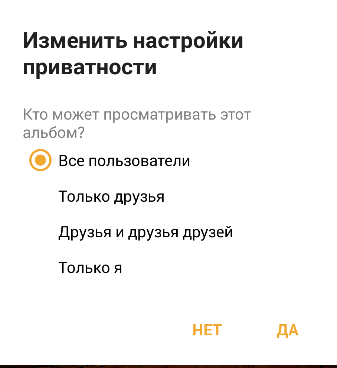 Изменить настройки
приватности
Кто может просматривать этот
альбом?
Все пользователи
Только друзья
Друзья и друзья друзей
Только я
НЕТ ДА